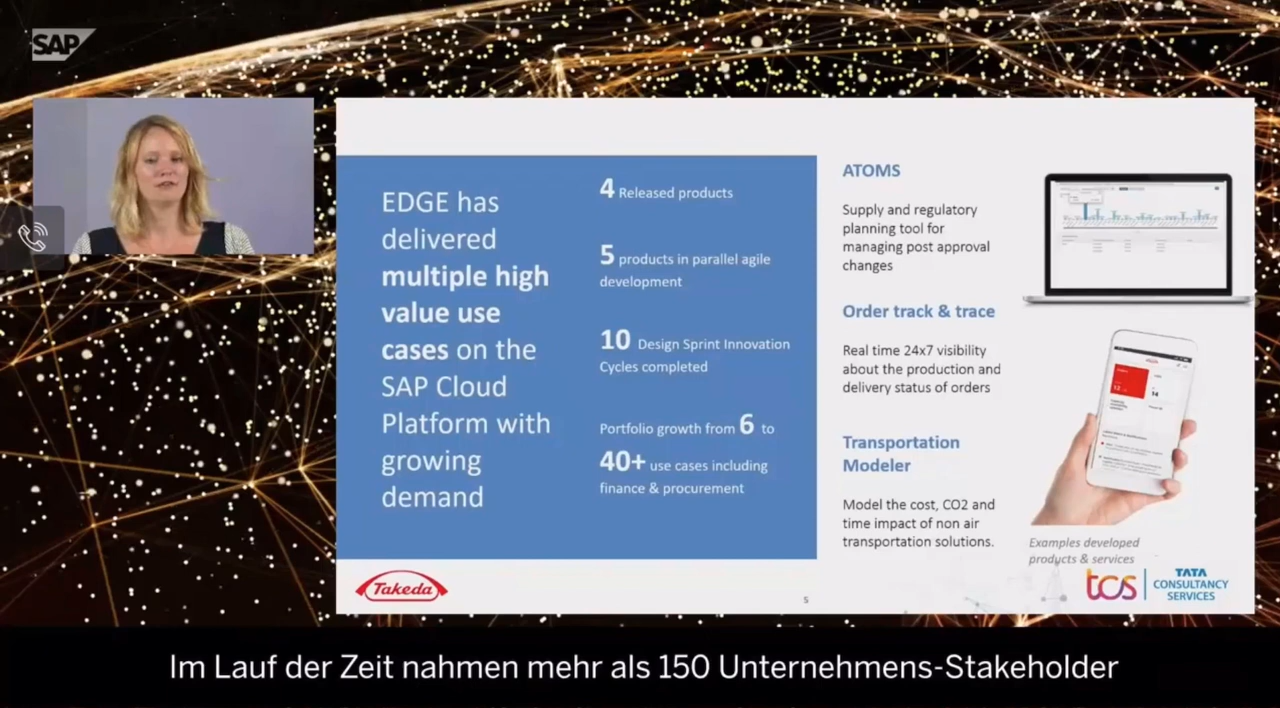 SAP
EDGE has
delivered
multiple high
value use
cases on the
SAP Cloud
Platform with
growing
demand
4 Released products
5 products in parallel agile
development
10 Design Sprint Innovation
Cycles completed
Portfolio growth from 6 to
40+ use cases including
finance & procurement
ATOMS
Supply and regulatory
planning tool for
managing post approval
changes
Order track & trace
Real time 24x7 visibility
about the production and
delivery status of orders
Transportation
Modeler
Model the cost, CO2 and
time impact of non air
transportation solutions.
Examples developed
products & services
Takeda
5
tcs
TATA
CONSULTANCY
SERVICES
Im Lauf der Zeit nahmen mehr als 150 Unternehmens-Stakeholder